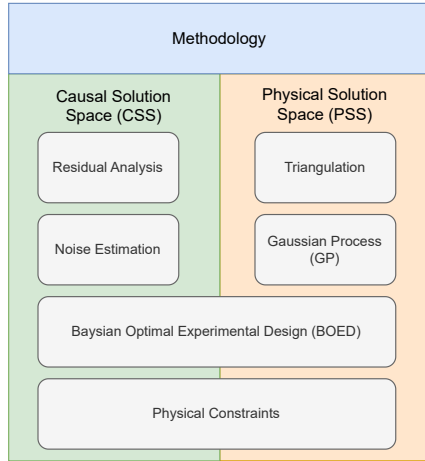 Methodology
Causal Solution
Space (CSS)
Physical Solution
Space (PSS)
Residual Analysis
Triangulation
Noise Estimation
Gaussian Process
(GP)
Baysian Optimal Experimental Design (BOED)
Physical Constraints